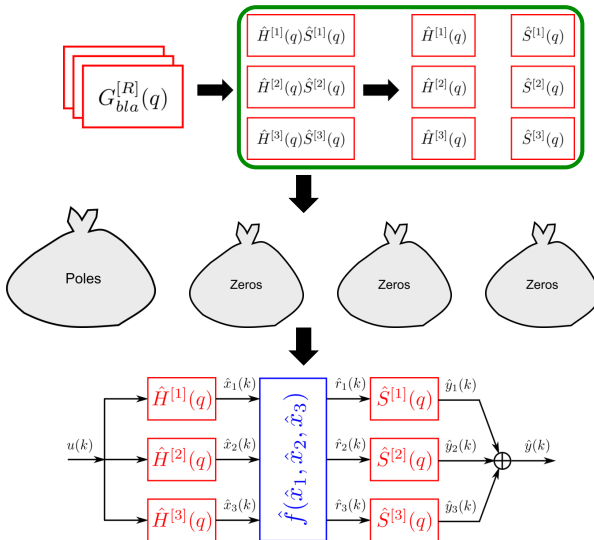 Ĥ^{[1]}(q)Ŝ^{[1]}(q) Ĥ^{[1]}(q) Ŝ^{[1]}(q)
G_{bla}^{[R]}(q) Ĥ^{[2]}(q)Ŝ^{[2]}(q) Ĥ^{[2]}(q) Ŝ^{[2]}(q)
Ĥ^{[3]}(q)Ŝ^{[3]}(q) Ĥ^{[3]}(q) Ŝ^{[3]}(q)
Poles Zeros Zeros Zeros
Ĥ^{[1]}(q) x̂_1(k) r̂_1(k) Ŝ^{[1]}(q) ŷ_1(k)
u(k) Ĥ^{[2]}(q) x̂_2(k) f̂(x̂_1, x̂_2, x̂_3) r̂_2(k) Ŝ^{[2]}(q) ŷ_2(k) ŷ(k)
Ĥ^{[3]}(q) x̂_3(k) r̂_3(k) Ŝ^{[3]}(q) ŷ_3(k)